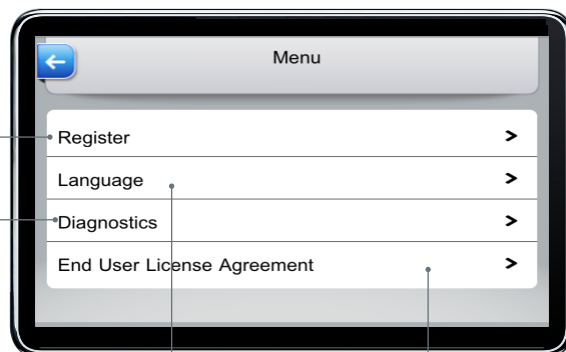 Menu
Register
Language
Diagnostics
End User License Agreement